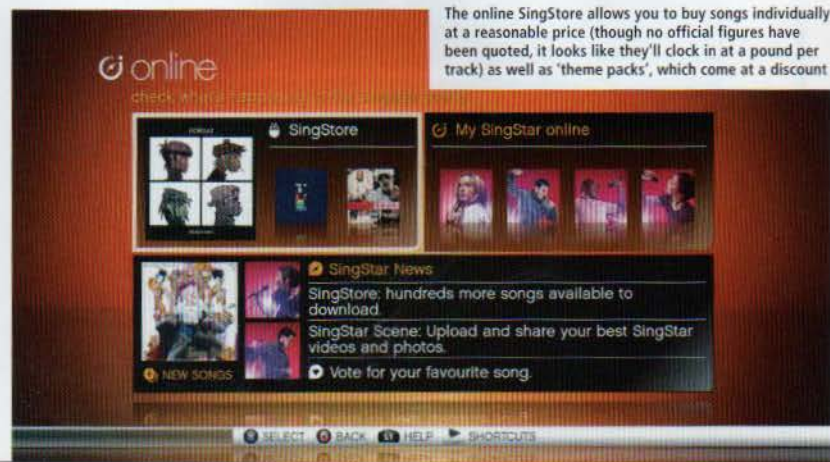 The online SingStore allows you to buy songs individually
at a reasonable price (though no official figures have
been quoted, it looks like they'll clock in at a pound per
track) as well as 'theme packs', which come at a discount
online
check
SingStore
My SingStar online
SingStar News
SingStore: hundreds more songs available to
download.
SingStar Scene: Upload and share your best SingStar
videos and photos.
NEW SONGS
Vote for your favourite song.
SELECT BACK HELP SHORTCUTS